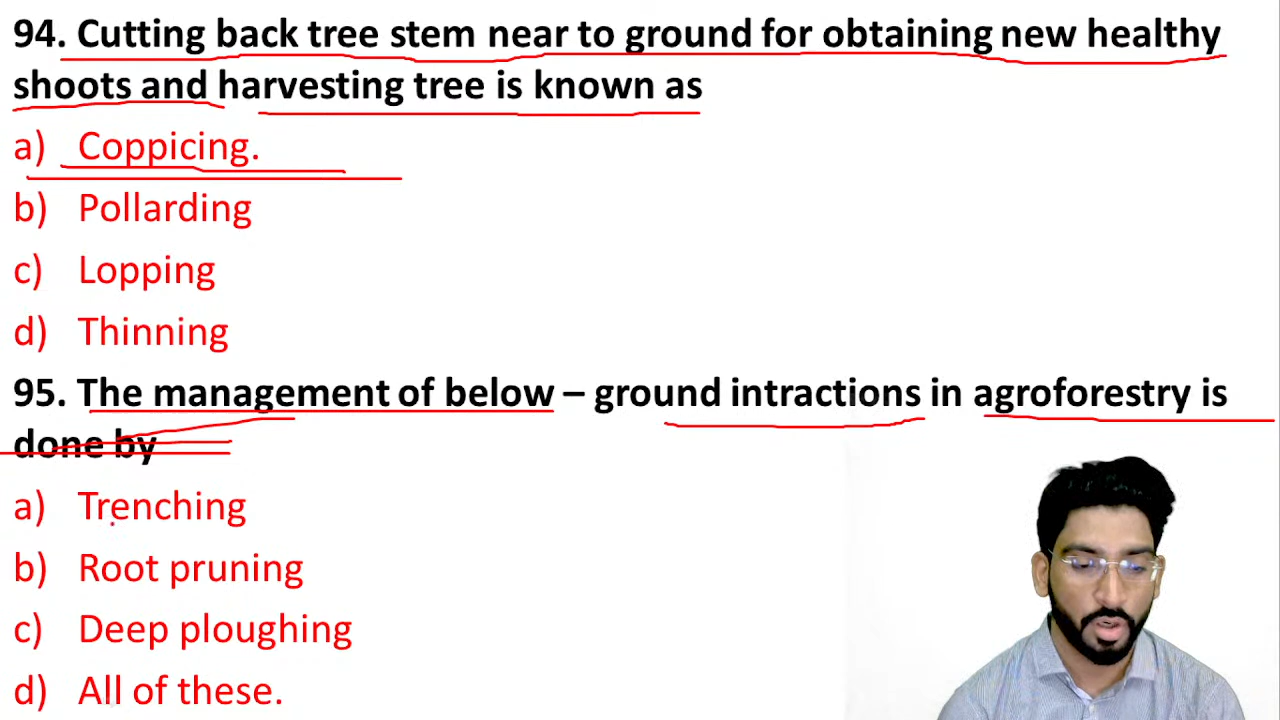 94. Cutting back tree stem near to ground for obtaining new healthy
shoots and harvesting tree is known as
a) Coppicing.
b) Pollarding
c) Lopping
d) Thinning
95. The management of below – ground intractions in agroforestry is
done by
a) Trenching
b) Root pruning
c) Deep ploughing
d) All of these.